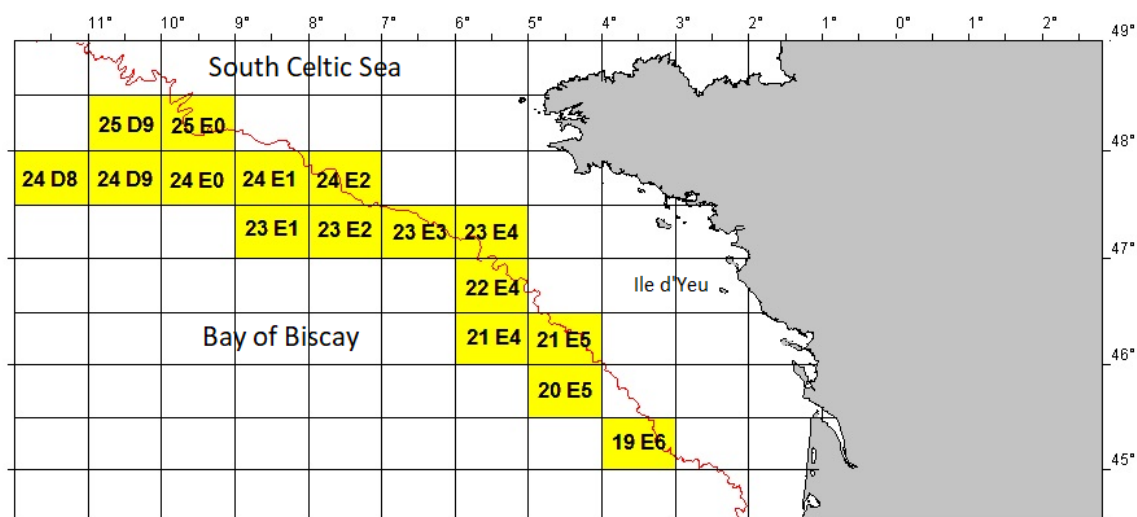 11° 10° 9° 8° 7° 6° 5° 4° 3° 2° 1° 0° 1° 2°
49°
South Celtic Sea
25 D9 25 E0
48°
24 D8 24 D9 24 E0 24 E1 24 E2
23 E1 23 E2 23 E3 23 E4
47°
22 E4 Ile d'Yeu
Bay of Biscay 21 E4 21 E5
46°
20 E5
19 E6
45°